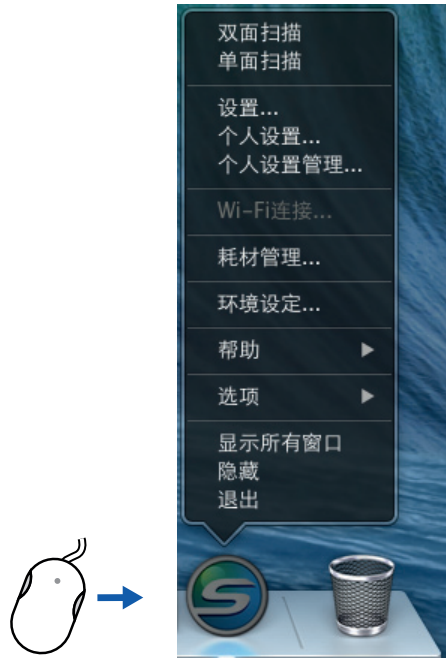 双面扫描
单面扫描
设置...
个人设置...
个人设置管理...
Wi-Fi连接...
耗材管理...
环境设定...
帮助
选项
显示所有窗口
隐藏
退出